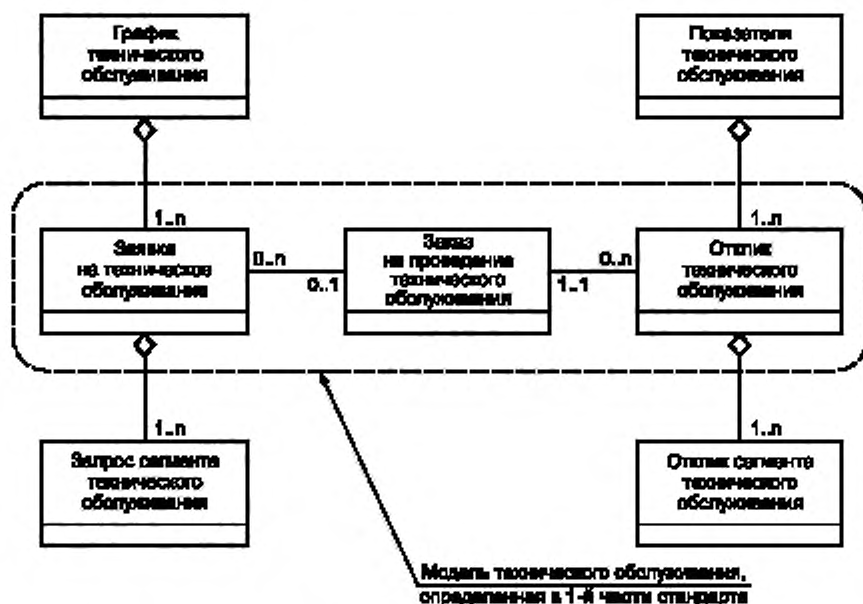 График
технического
обслуживания
Показатели
технического
обслуживания
1..n
1..n
Заявка
на техническое
обслуживание
0..n
0..1
Заказ
на проведение
технического
обслуживания
0..n
1..1
Отклик
технического
обслуживания
1..n
1..n
Запрос сегмента
технического
обслуживания
Отклик сегмента
технического
обслуживания
Модель технического обслуживания,
определенная в 1-й части стандарта